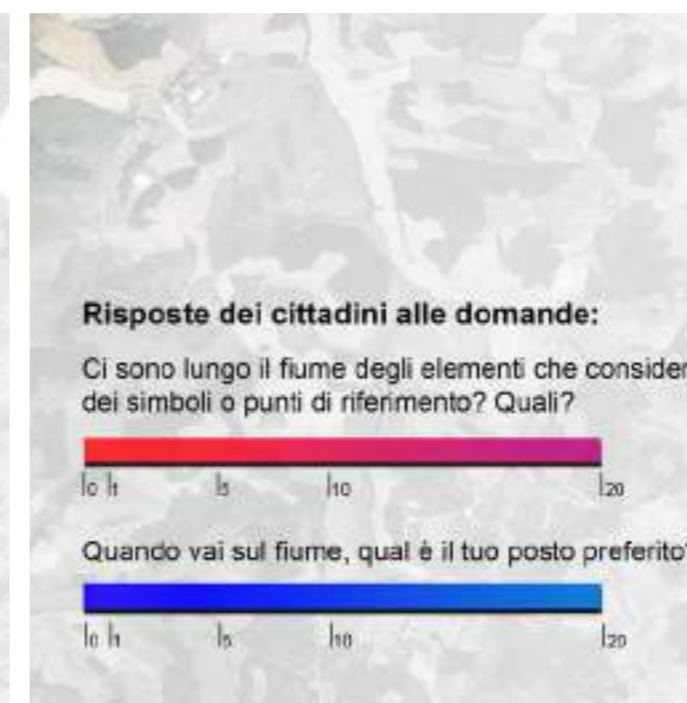 Risposte dei cittadini alle domande:
Ci sono lungo il fiume degli elementi che consider
dei simboli o punti di riferimento? Quali?
0 1 5 10 20
Quando vai sul fiume, qual è il tuo posto preferito?
0 1 5 10 20